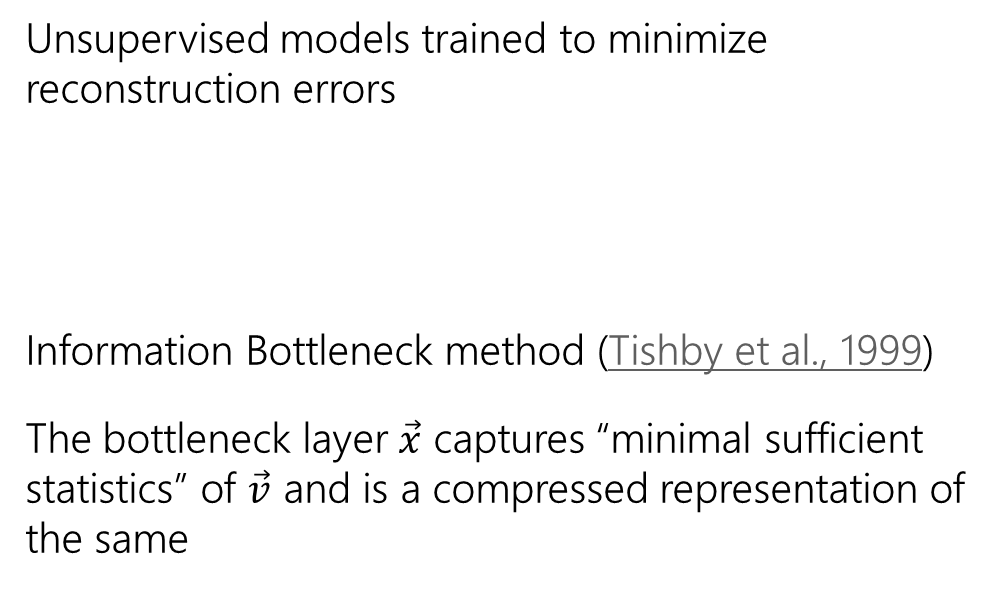 Unsupervised models trained to minimize
reconstruction errors
Information Bottleneck method (Tishby et al., 1999)
The bottleneck layer x⃗ captures “minimal sufficient
statistics” of v⃗ and is a compressed representation of
the same